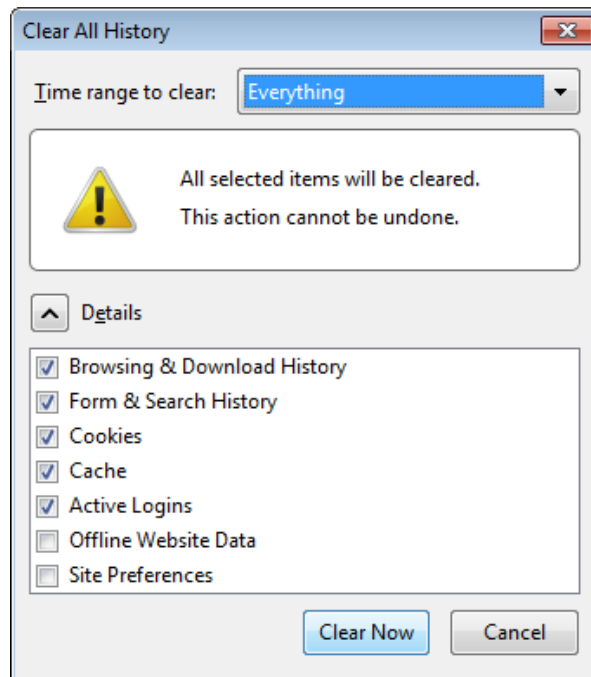 Clear All History
Time range to clear: Everything
All selected items will be cleared.
This action cannot be undone.
Details
Browsing & Download History
Form & Search History
Cookies
Cache
Active Logins
Offline Website Data
Site Preferences
Clear Now Cancel